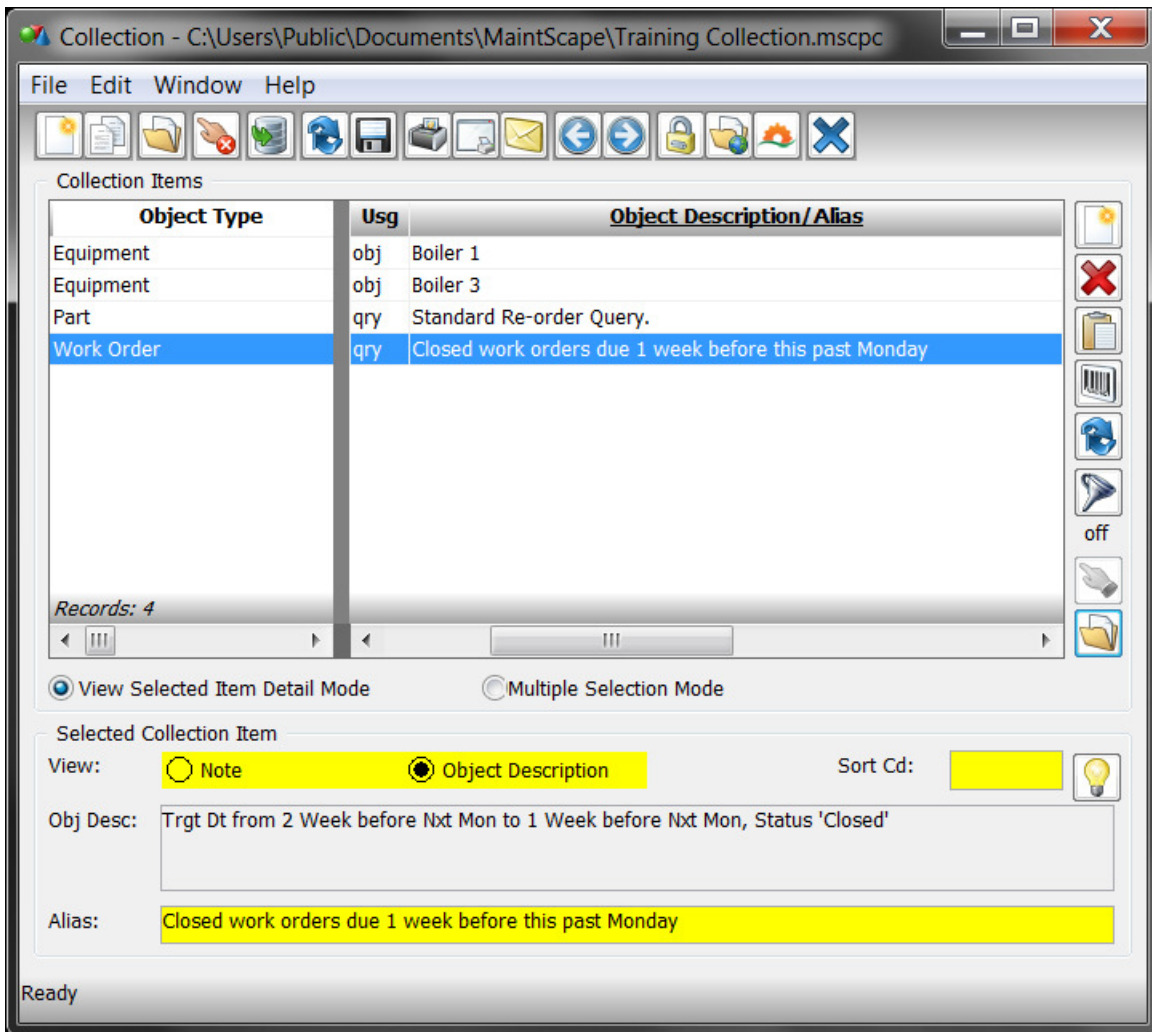 Collection - C:\Users\Public\Documents\MaintScape\Training Collection.mscpc
File Edit Window Help
Collection Items
Object Type Usg Object Description/Alias
Equipment obj Boiler 1
Equipment obj Boiler 3
Part qry Standard Re-order Query.
Work Order qry Closed work orders due 1 week before this past Monday
off
Records: 4
View Selected Item Detail Mode Multiple Selection Mode
Selected Collection Item
View: Note Object Description Sort Cd:
Obj Desc: Trgt Dt from 2 Week before Nxt Mon to 1 Week before Nxt Mon, Status 'Closed'
Alias: Closed work orders due 1 week before this past Monday
Ready